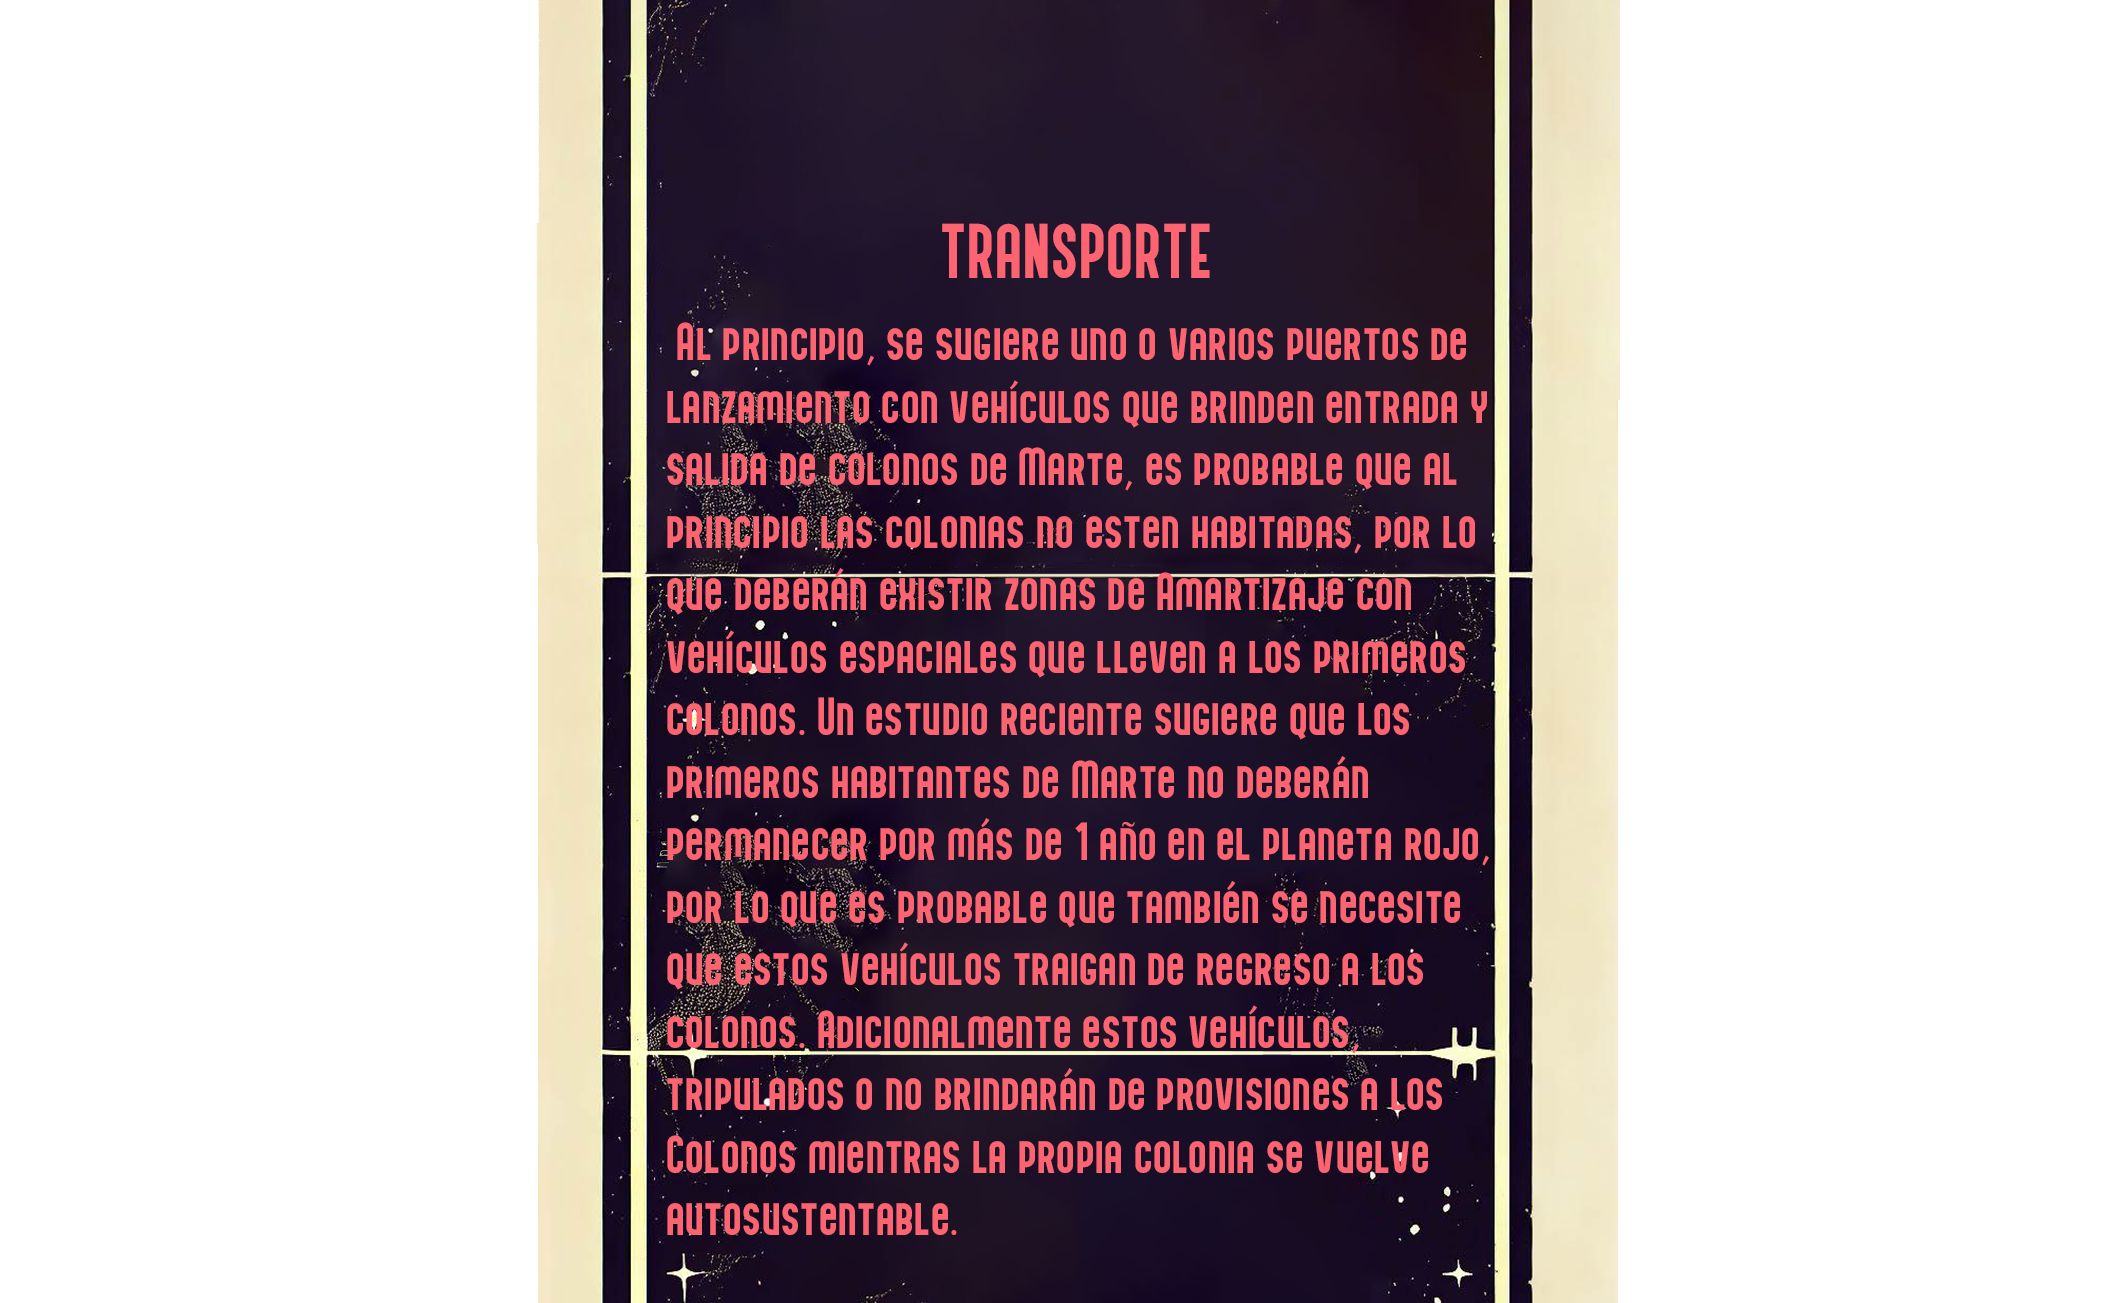 TRANSPORTE
Al principio, se sugiere uno o varios puertos de
lanzamiento con vehículos que brinden entrada y
salida de colonos de Marte, es probable que al
principio las colonias no esten habitadas, por lo
que deberán existir zonas de Amartizaje con
vehículos espaciales que lleven a los primeros
colonos. Un estudio reciente sugiere que los
primeros habitantes de Marte no deberán
permanecer por más de 1 año en el planeta rojo,
por lo que es probable que también se necesite
que estos vehículos traigan de regreso a los
colonos. Adicionalmente estos vehículos,
tripulados o no brindarán de provisiones a los
Colonos mientras la propia colonia se vuelve
autosustentable.